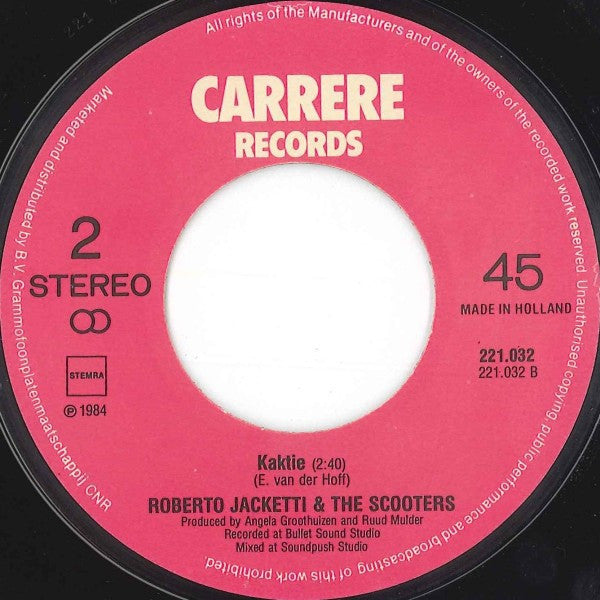 All rights of the Manufacturers and of the owners of the recorded work reserved. Unauthorised copying public performance and broadcasting of this work prohibited
Marketed and distributed by B.V. Grammofoonplatenmaatschappij CNR
CARRERE
RECORDS
2
STEREO
45
MADE IN HOLLAND
STEMRA
℗ 1984
221.032
221.032 B
Kaktie (2:40)
(E. van der Hoff)
ROBERTO JACKETTI & THE SCOOTERS
Produced by Angela Groothuizen and Ruud Mulder
Recorded at Bullet Sound Studio
Mixed at Soundpush Studio